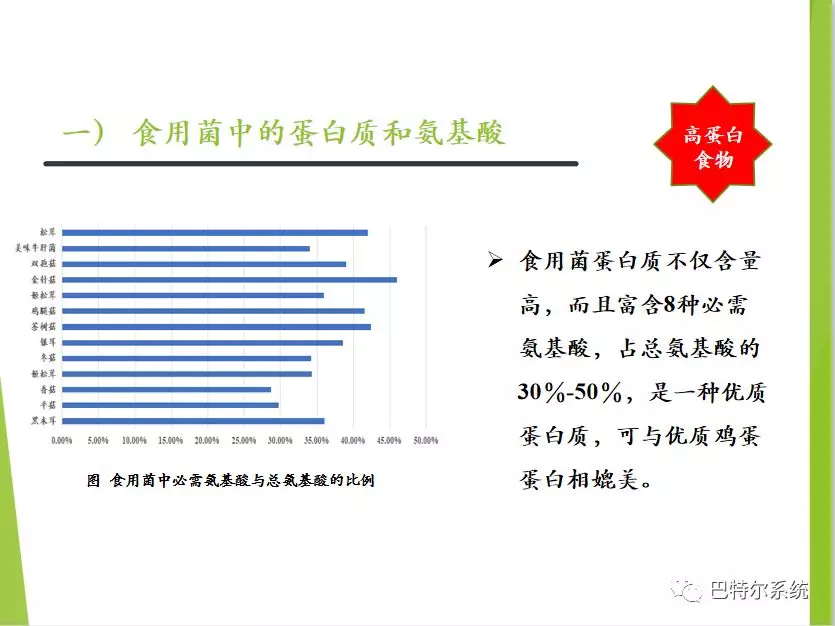 一) 食用菌中的蛋白质和氨基酸
高蛋白
食物
松茸
美味牛肝菌
双孢菇
金针菇
姬松茸
鸡腿菇
茶树菇
银耳
冬菇
姬松茸
香菇
平菇
黑木耳
0.00% 5.00% 10.00% 15.00% 20.00% 25.00% 30.00% 35.00% 40.00% 45.00% 50.00%
图 食用菌中必需氨基酸与总氨基酸的比例
食用菌蛋白质不仅含量
高，而且富含8种必需
氨基酸，占总氨基酸的
30%-50%，是一种优质
蛋白质，可与优质鸡蛋
蛋白相媲美。
巴特尔系统